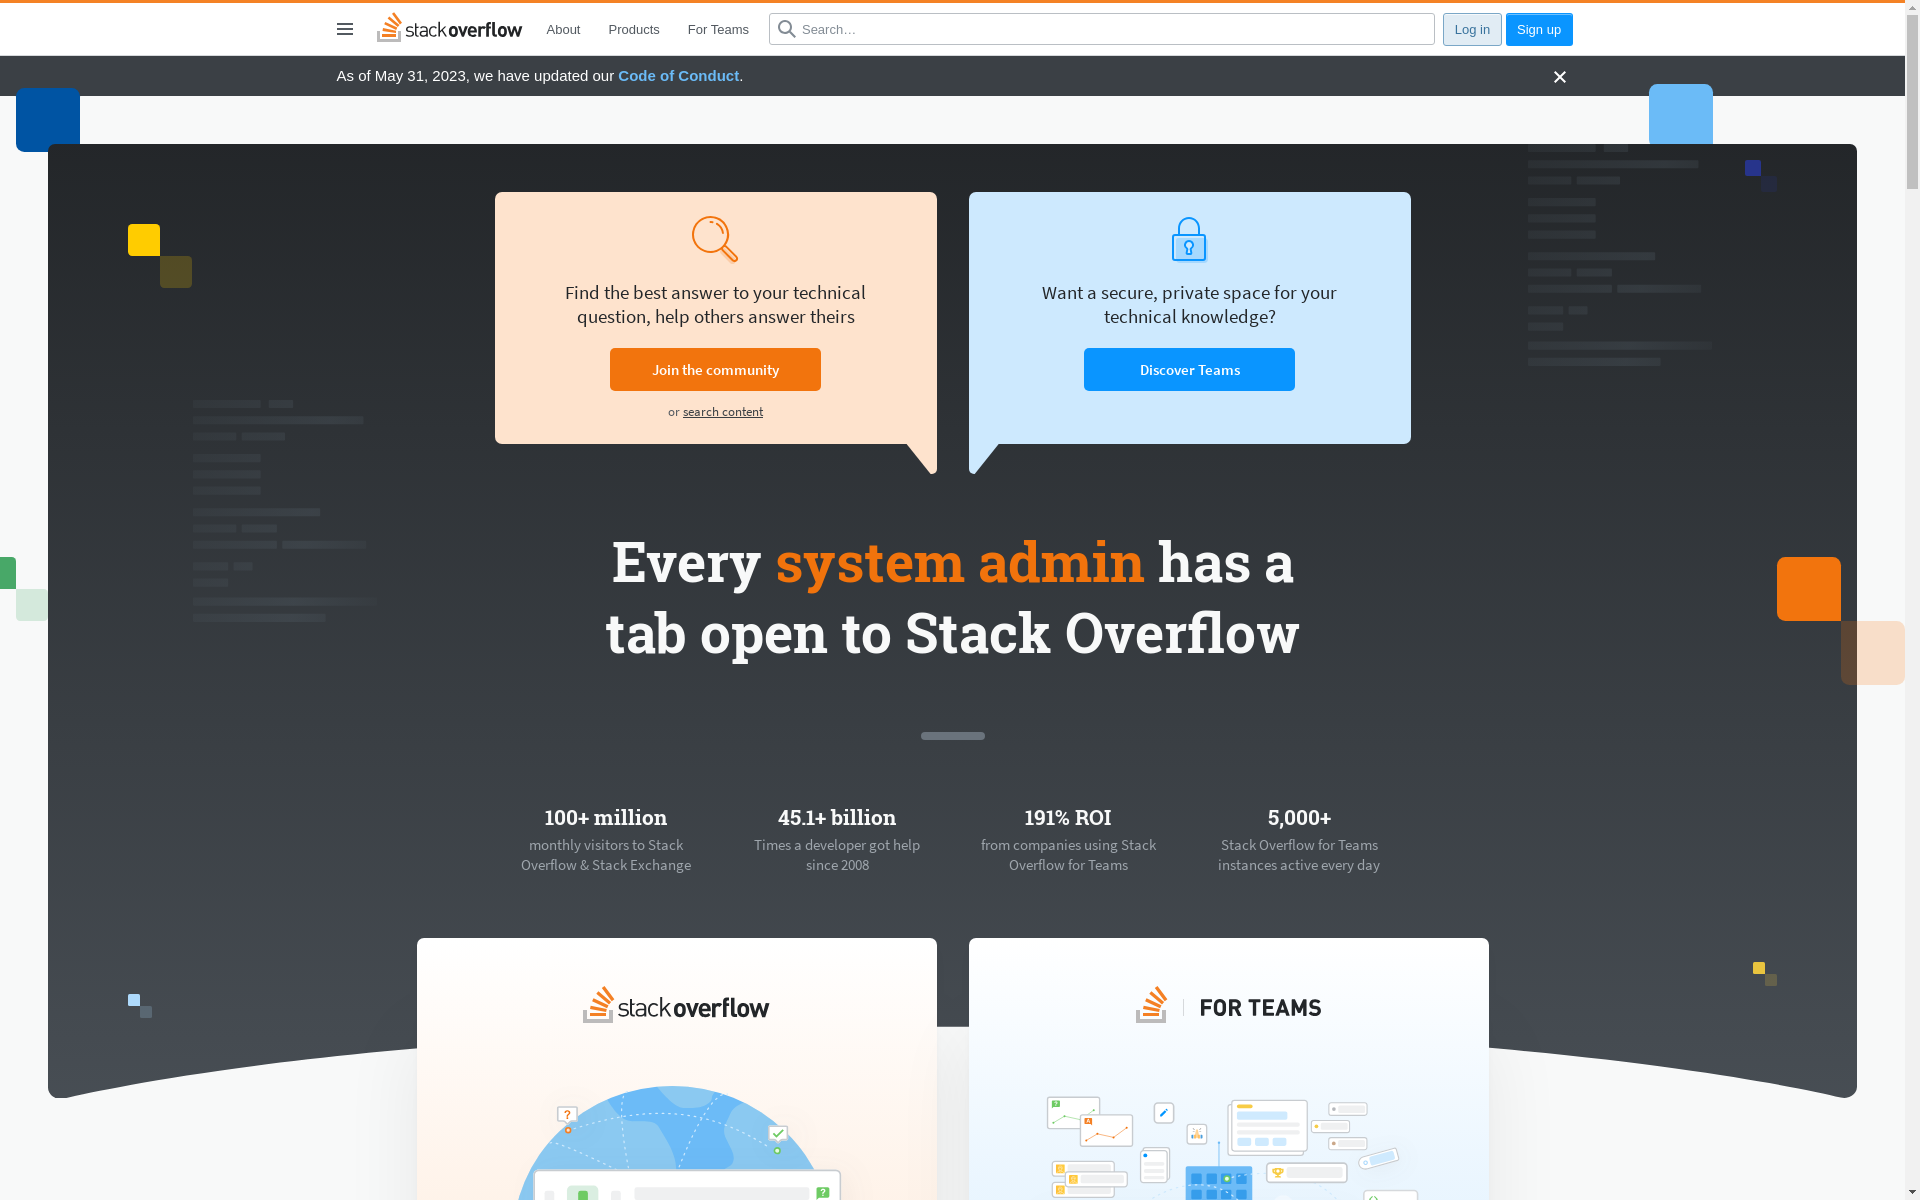 stack overflow
About
Products
For Teams
Search…
Log in
Sign up
As of May 31, 2023, we have updated our Code of Conduct.
Find the best answer to your technical
question, help others answer theirs
Join the community
or search content
Want a secure, private space for your
technical knowledge?
Discover Teams
Every system admin has a
tab open to Stack Overflow
100+ million
monthly visitors to Stack
Overflow & Stack Exchange
45.1+ billion
Times a developer got help
since 2008
191% ROI
from companies using Stack
Overflow for Teams
5,000+
Stack Overflow for Teams
instances active every day
stack overflow
FOR TEAMS
?
?
?
A